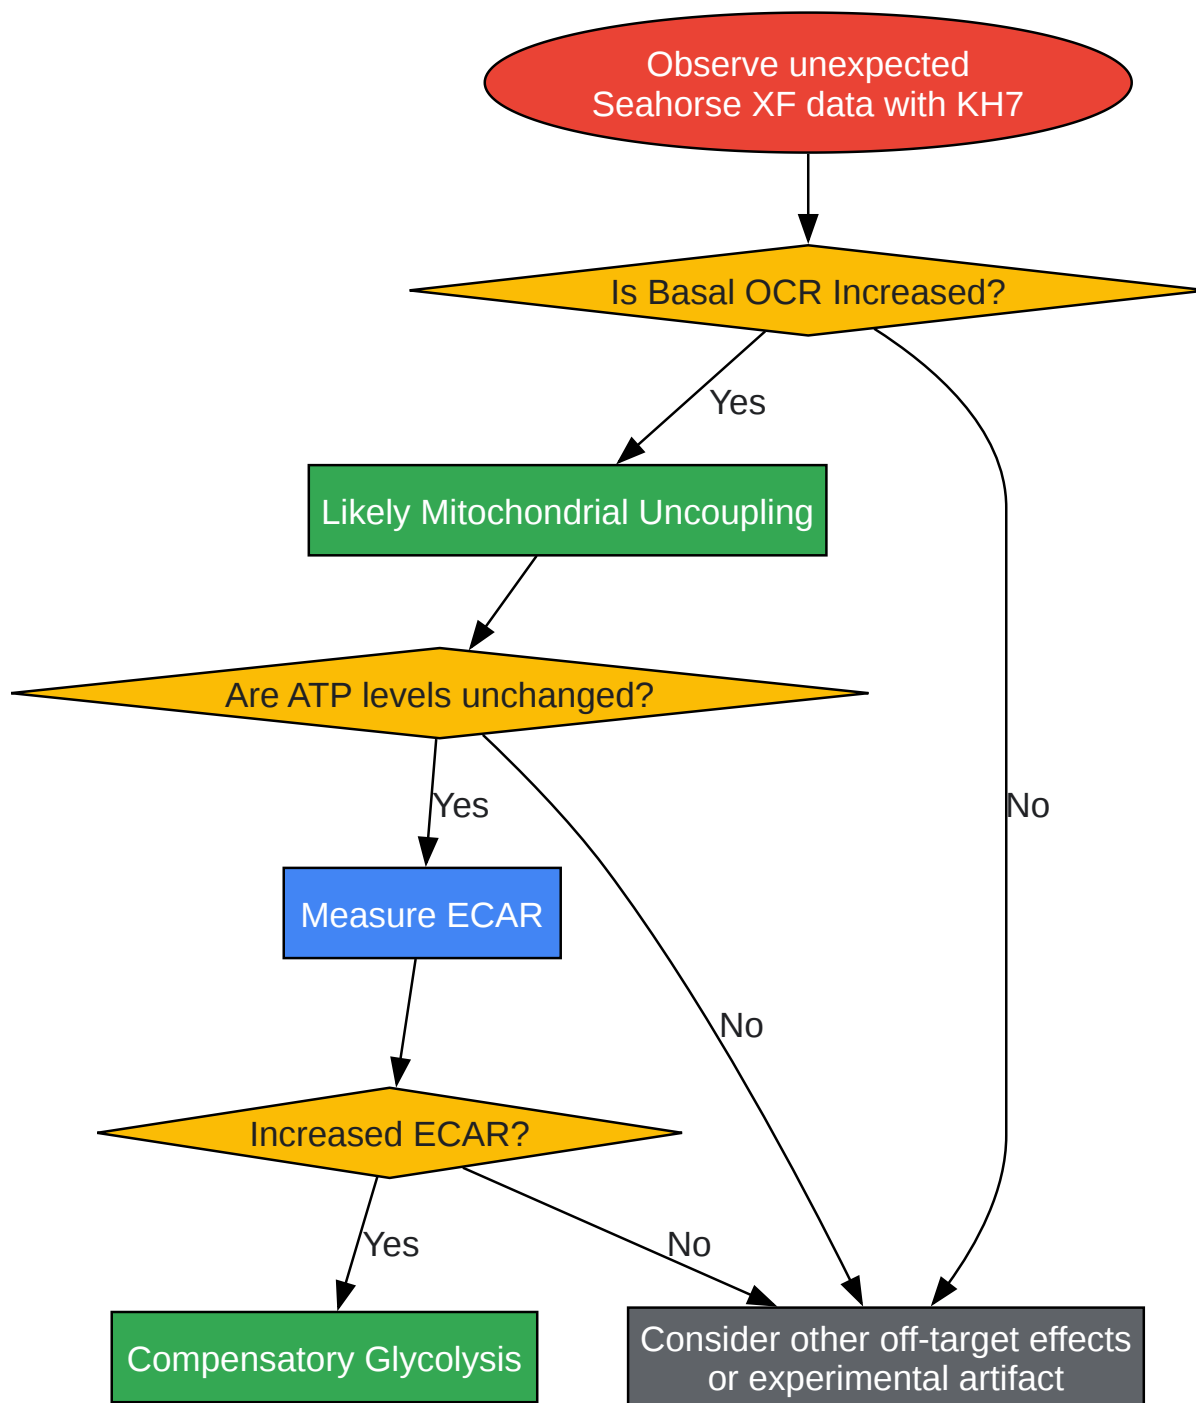 Observe unexpected
Seahorse XF data with KH7
Is Basal OCR Increased?
Yes
Likely Mitochondrial Uncoupling
Are ATP levels unchanged?
Yes
No
Measure ECAR
No
Increased ECAR?
Yes
No
Compensatory Glycolysis
Consider other off-target effects
or experimental artifact